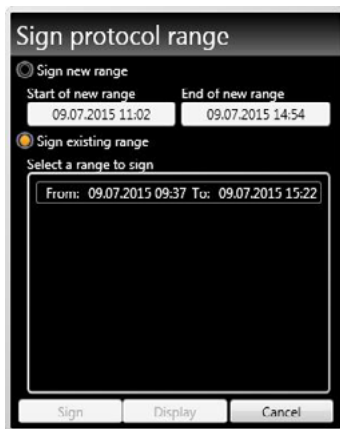 Sign protocol range
Sign new range
Start of new range End of new range
09.07.2015 11:02 09.07.2015 14:54
Sign existing range
Select a range to sign
From: 09.07.2015 09:37 To: 09.07.2015 15:22
Sign Display Cancel